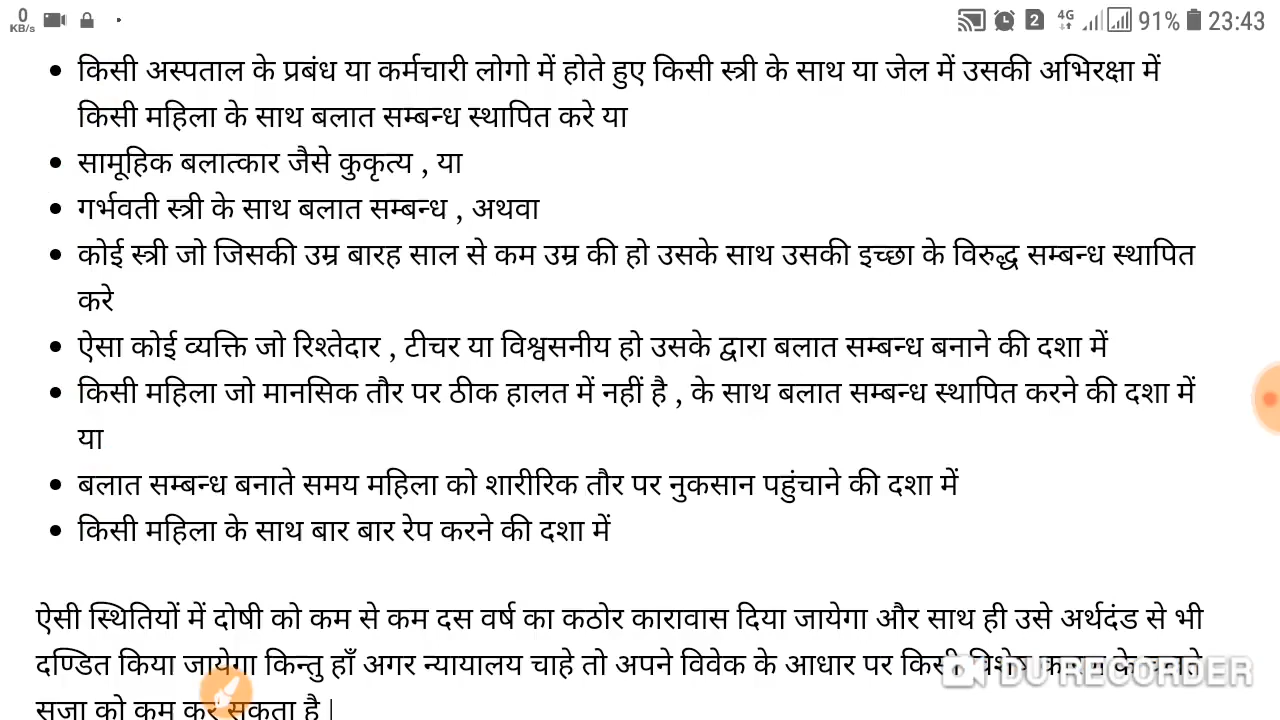 0 KB/s 2 4G 91% 23:43
• किसी अस्पताल के प्रबंध या कर्मचारी लोगो में होते हुए किसी स्त्री के साथ या जेल में उसकी अभिरक्षा में
किसी महिला के साथ बलात सम्बन्ध स्थापित करे या
• सामूहिक बलात्कार जैसे कुकृत्य , या
• गर्भवती स्त्री के साथ बलात सम्बन्ध , अथवा
• कोई स्त्री जो जिसकी उम्र बारह साल से कम उम्र की हो उसके साथ उसकी इच्छा के विरुद्ध सम्बन्ध स्थापित
करे
• ऐसा कोई व्यक्ति जो रिश्तेदार , टीचर या विश्वसनीय हो उसके द्वारा बलात सम्बन्ध बनाने की दशा में
• किसी महिला जो मानसिक तौर पर ठीक हालत में नहीं है , के साथ बलात सम्बन्ध स्थापित करने की दशा में
या
• बलात सम्बन्ध बनाते समय महिला को शारीरिक तौर पर नुकसान पहुंचाने की दशा में
• किसी महिला के साथ बार बार रेप करने की दशा में
ऐसी स्थितियों में दोषी को कम से कम दस वर्ष का कठोर कारावास दिया जायेगा और साथ ही उसे अर्थदंड से भी
दण्डित किया जायेगा किन्तु हाँ अगर न्यायालय चाहे तो अपने विवेक के आधार पर किसी
सजा को कम कर सकता है |
DU RECORDER